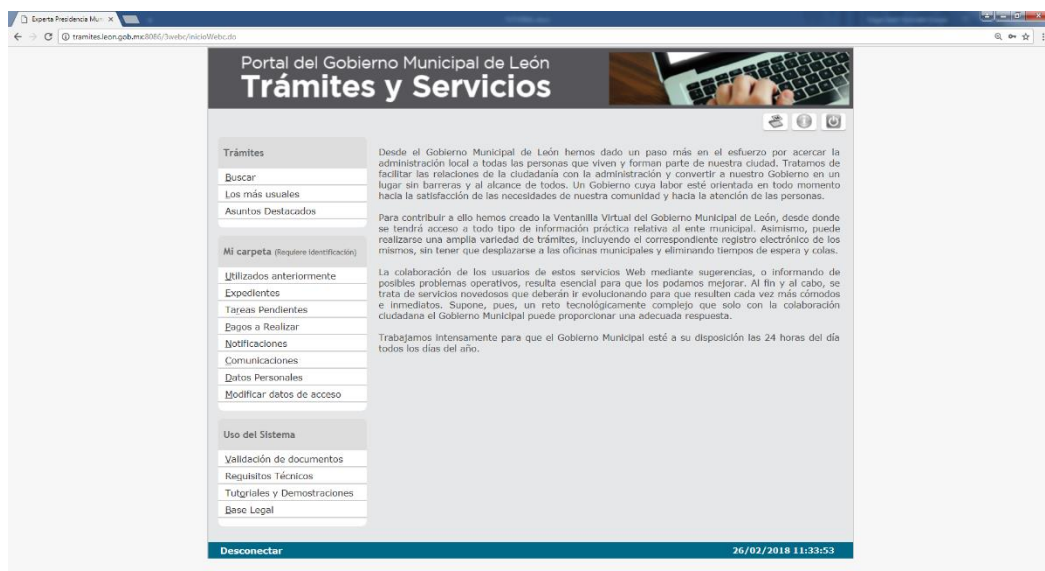 Experta Presidencia Mun
tramites.leon.gob.mx:8086/3webc/inicioWebc.do
Portal del Gobierno Municipal de León
Trámites y Servicios
Trámites
Buscar
Los más usuales
Asuntos Destacados
Mi carpeta (Requiere Identificación)
Utilizados anteriormente
Expedientes
Tareas Pendientes
Pagos a Realizar
Notificaciones
Comunicaciones
Datos Personales
Modificar datos de acceso
Uso del Sistema
Validación de documentos
Requisitos Técnicos
Tutoriales y Demostraciones
Base Legal
Desde el Gobierno Municipal de León hemos dado un paso más en el esfuerzo por acercar la
administración local a todas las personas que viven y forman parte de nuestra ciudad. Tratamos de
facilitar las relaciones de la ciudadanía con la administración y convertir a nuestro Gobierno en un
lugar sin barreras y al alcance de todos. Un Gobierno cuya labor esté orientada en todo momento
hacia la satisfacción de las necesidades de nuestra comunidad y hacia la atención de las personas.
Para contribuir a ello hemos creado la Ventanilla Virtual del Gobierno Municipal de León, desde donde
se tendrá acceso a todo tipo de información práctica relativa al ente municipal. Asimismo, puede
realizarse una amplia variedad de trámites, incluyendo el correspondiente registro electrónico de los
mismos, sin tener que desplazarse a las oficinas municipales y eliminando tiempos de espera y colas.
La colaboración de los usuarios de estos servicios Web mediante sugerencias, o informando de
posibles problemas operativos, resulta esencial para que los podamos mejorar. Al fin y al cabo, se
trata de servicios novedosos que deberán ir evolucionando para que resulten cada vez más cómodos
e inmediatos. Supone, pues, un reto tecnológicamente complejo que solo con la colaboración
ciudadana el Gobierno Municipal puede proporcionar una adecuada respuesta.
Trabajamos intensamente para que el Gobierno Municipal esté a su disposición las 24 horas del día
todos los días del año.
Desconectar
26/02/2018 11:33:53